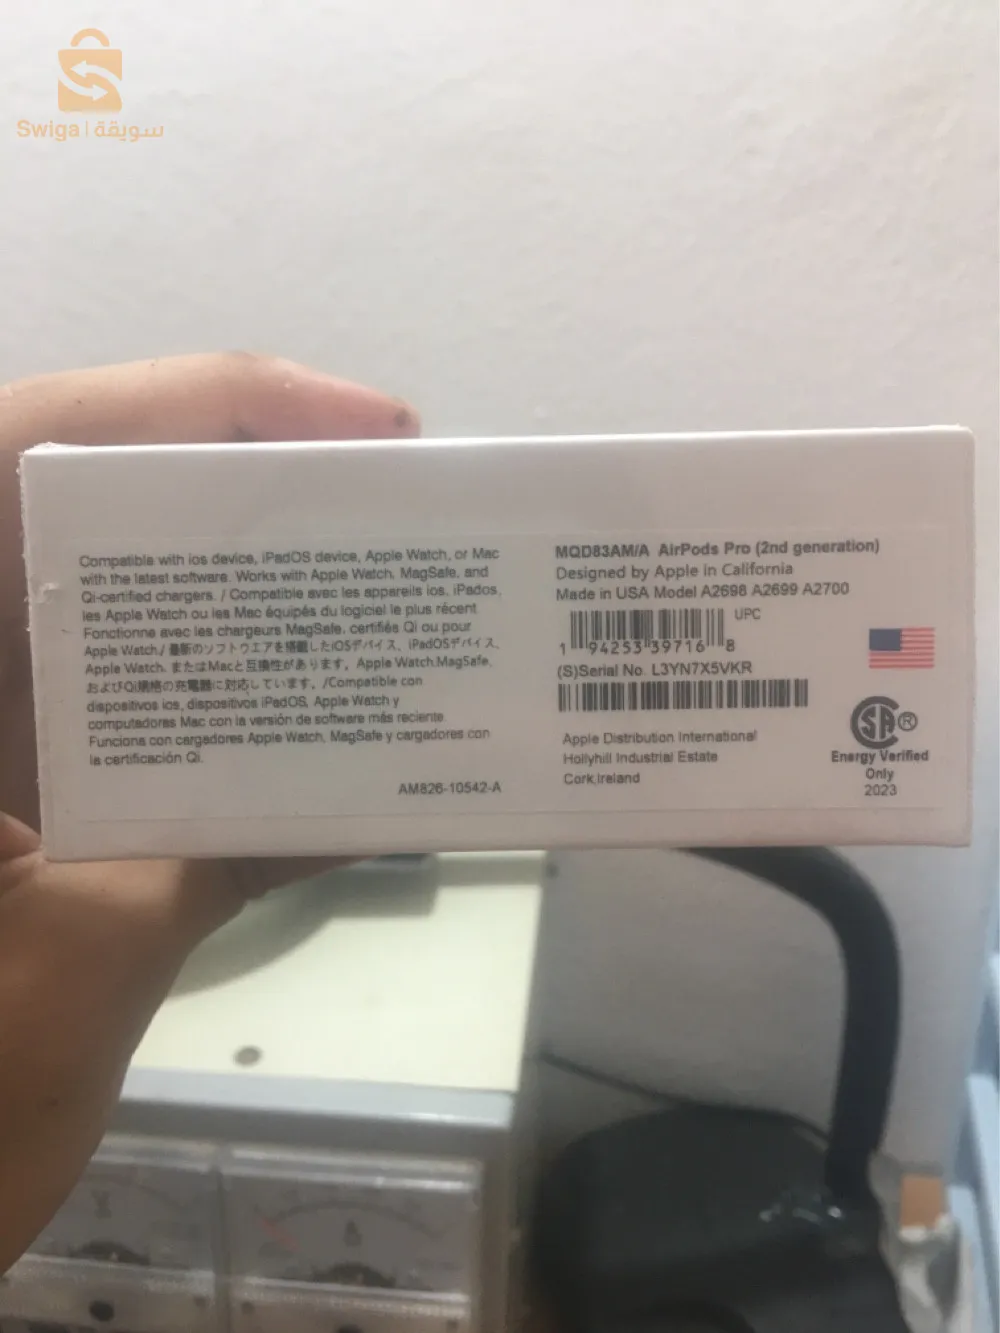 Swiga | سويقة
Compatible with ios device, iPadOS device, Apple Watch, or Mac
with the latest software. Works with Apple Watch, MagSafe, and
Qi-certified chargers. / Compatible avec les appareils ios, iPados,
les Apple Watch ou les Mac équipés du logiciel le plus récent
Fonctionne avec les chargeurs MagSafe, certifiés Qi ou pour
Apple Watch./ 最新のソフトウエアを搭載したiOSデバイス、iPadOSデバイス、
Apple Watch, またはMacと互換性があります。Apple Watch.MagSafe,
およびQi規格の充電器に対応しています。/Compatible con
dispositivos ios, dispositivos iPadOS, Apple Watch y
computadores Mac con la versión de software más reciente.
Funciona con cargadores Apple Watch, MagSafe y cargadores con
la certificación Qi.
AM826-10542-A
MQD83AM/A AirPods Pro (2nd generation)
Designed by Apple in California
Made in USA Model A2698 A2699 A2700
UPC
1 94253 39716 8
(S)Serial No. L3YN7X5VKR
Apple Distribution International
Hollyhill Industrial Estate
Cork,Ireland
SA®
Energy Verified
Only
2023